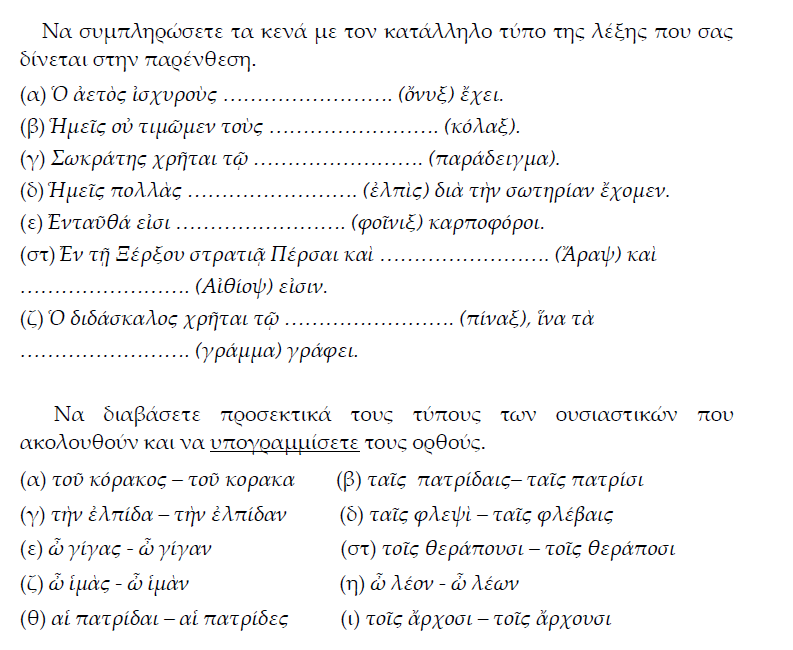 Να συμπληρώσετε τα κενά με τον κατάλληλο τύπο της λέξης που σας
δίνεται στην παρένθεση.
(α) Ὁ ἀετὸς ἰσχυροὺς ……………………. (ὄνυξ) ἔχει.
(β) Ἡμεῖς οὐ τιμῶμεν τοὺς ……………………. (κόλαξ).
(γ) Σωκράτης χρῆται τῷ ……………………. (παράδειγμα).
(δ) Ἡμεῖς πολλὰς ……………………. (ἐλπὶς) διὰ τὴν σωτηρίαν ἔχομεν.
(ε) Ἐνταῦθά εἰσι ……………………. (φοῖνιξ) καρποφόροι.
(στ) Ἐν τῇ Ξέρξου στρατιᾷ Πέρσαι καὶ ……………………. (Ἄραψ) καὶ
……………………. (Αἰθίοψ) εἰσιν.
(ζ) Ὁ διδάσκαλος χρῆται τῷ ……………………. (πίναξ), ἵνα τὰ
……………………. (γράμμα) γράφει.
Να διαβάσετε προσεκτικά τους τύπους των ουσιαστικών που
ακολουθούν και να υπογραμμίσετε τους ορθούς.
(α) τοῦ κόρακος – τοῦ κορακα (β) ταῖς πατρίδαις– ταῖς πατρίσι
(γ) τὴν ἐλπίδα – τὴν ἐλπίδαν (δ) ταῖς φλεψὶ – ταῖς φλέβαις
(ε) ὦ γίγας - ὦ γίγαν (στ) τοῖς θεράπουσι – τοῖς θεράποσι
(ζ) ὦ ἱμὰς - ὦ ἱμὰν (η) ὦ λέον - ὦ λέων
(θ) αἱ πατρίδαι – αἱ πατρίδες (ι) τοῖς ἄρχοσι – τοῖς ἄρχουσι